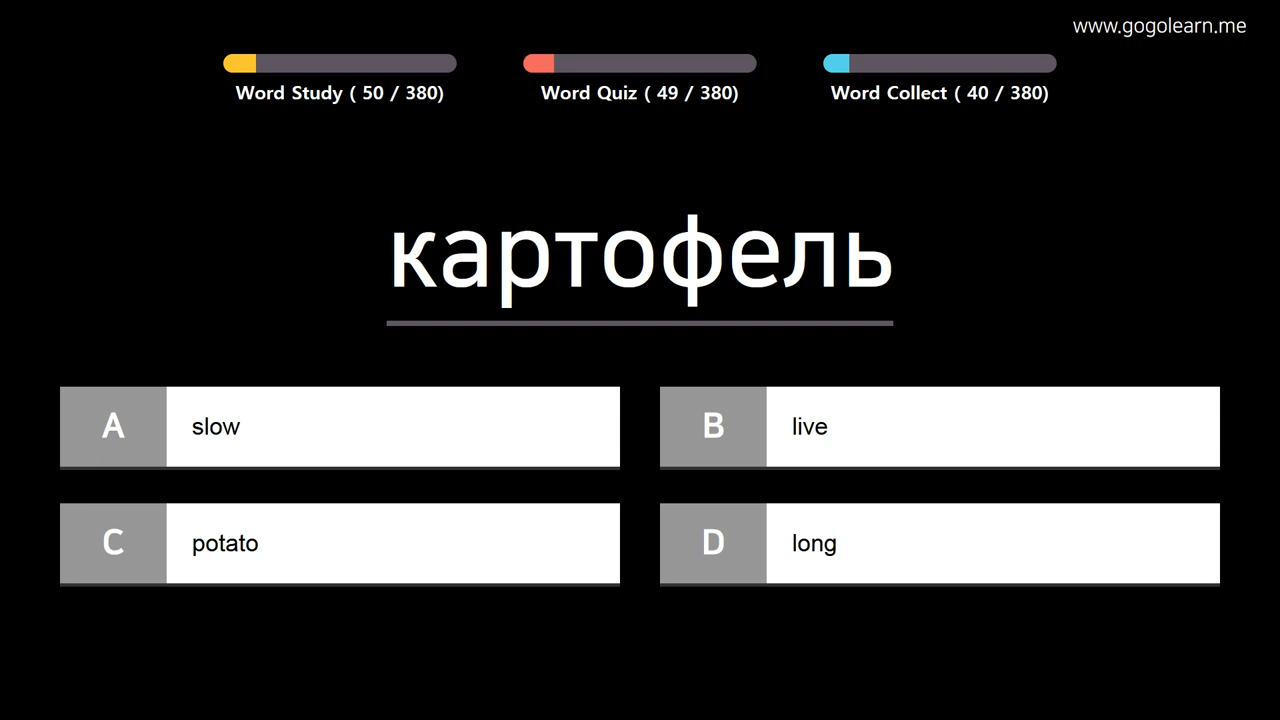 www.gogolearn.me
Word Study ( 50 / 380)
Word Quiz ( 49 / 380)
Word Collect ( 40 / 380)
картофель
A slow
B live
C potato
D long